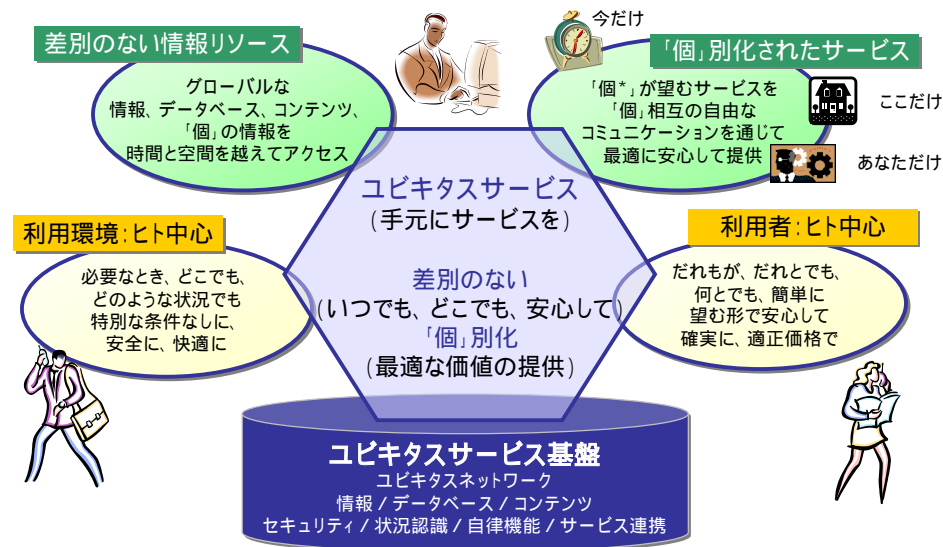 差別のない情報リソース
グローバルな
情報、データベース、コンテンツ、
「個」の情報を
時間と空間を越えてアクセス
今だけ
「個」別化されたサービス
「個*」が望むサービスを
「個」相互の自由な
コミュニケーションを通じて
最適に安心して提供
ここだけ
あなただけ
ユビキタスサービス
(手元にサービスを)
差別のない
(いつでも、どこでも、安心して)
「個」別化
(最適な価値の提供)
利用環境:ヒト中心
必要なとき、どこでも、
どのような状況でも
特別な条件なしに、
安全に、快適に
利用者:ヒト中心
だれもが、だれとでも、
何とでも、簡単に
望む形で安心して
確実に、適正価格で
ユビキタスサービス基盤
ユビキタスネットワーク
情報/データベース/コンテンツ
セキュリティ/状況認識/自律機能/サービス連携